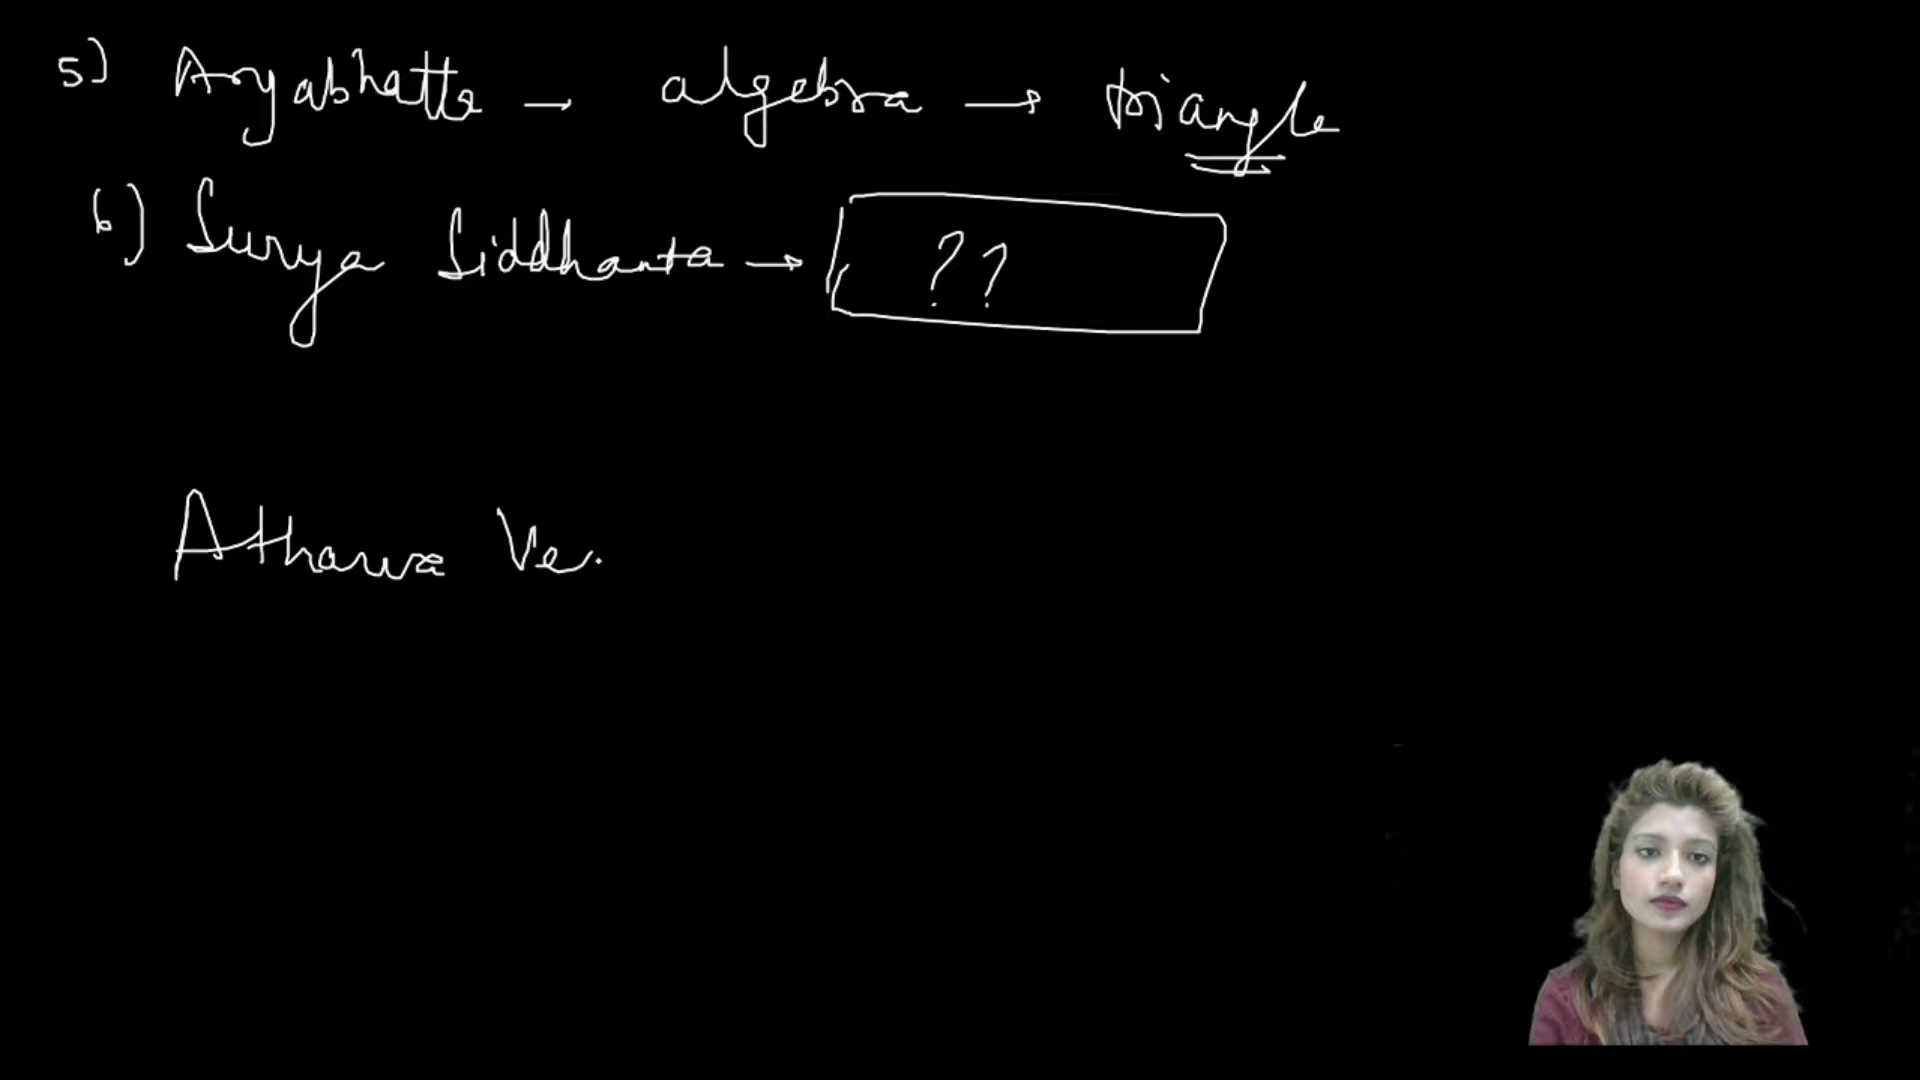 5) Aryabhatta → algebra → triangle
6) Surya Siddhanta → ??
Atharva Ve.